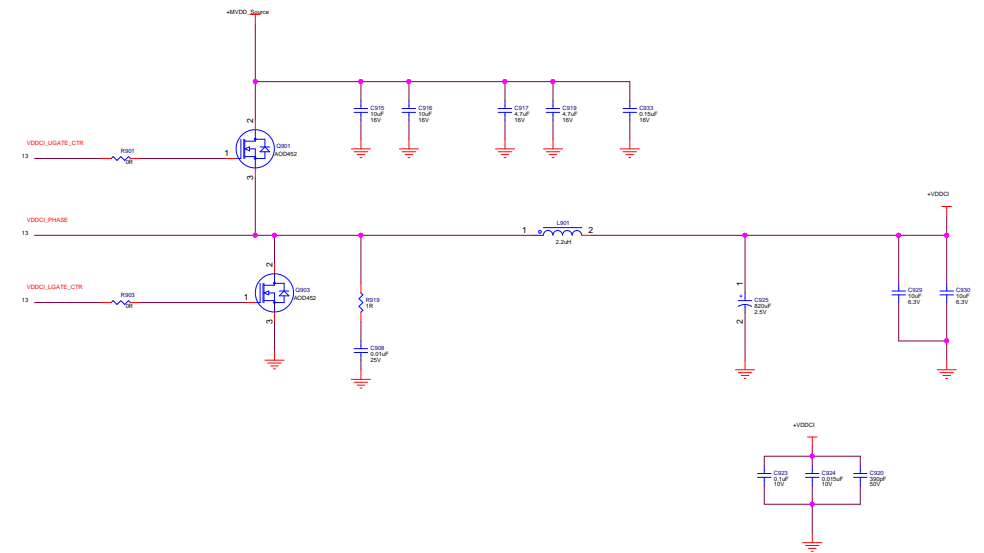 +MVDD_Source
C915
10uF
16V
C916
10uF
16V
C917
4.7uF
16V
C919
4.7uF
16V
C933
0.15uF
16V
2
VDDCI_UGATE_CTR
13
R901
0R
1
Q901
AOD452
3
+VDDCI
VDDCI_PHASE
13
1
L901
2
2.2uH
2
VDDCI_LGATE_CTR
13
R903
0R
1
Q903
AOD452
3
R919
1R
C908
0.01uF
25V
1
+
C925
820uF
2.5V
2
C929
10uF
6.3V
C930
10uF
6.3V
+VDDCI
C923
0.1uF
10V
C924
0.015uF
10V
C920
390pF
50V